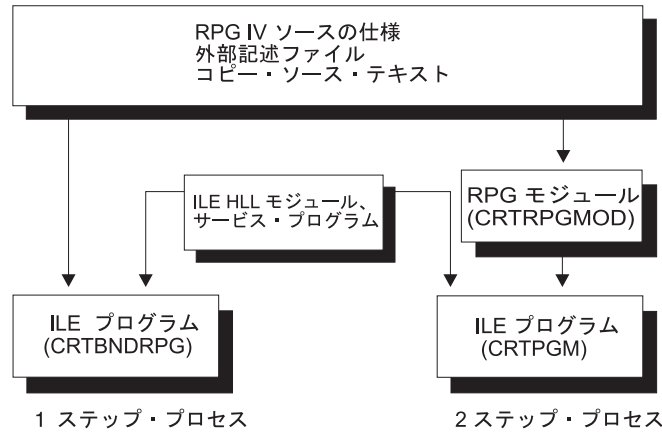 RPG IV ソースの仕様
外部記述ファイル
コピー・ソース・テキスト
ILE HLL モジュール、
サービス・プログラム
RPG モジュール
(CRTRPGMOD)
ILE プログラム
(CRTBNDRPG)
ILE プログラム
(CRTPGM)
1 ステップ・プロセス
2 ステップ・プロセス